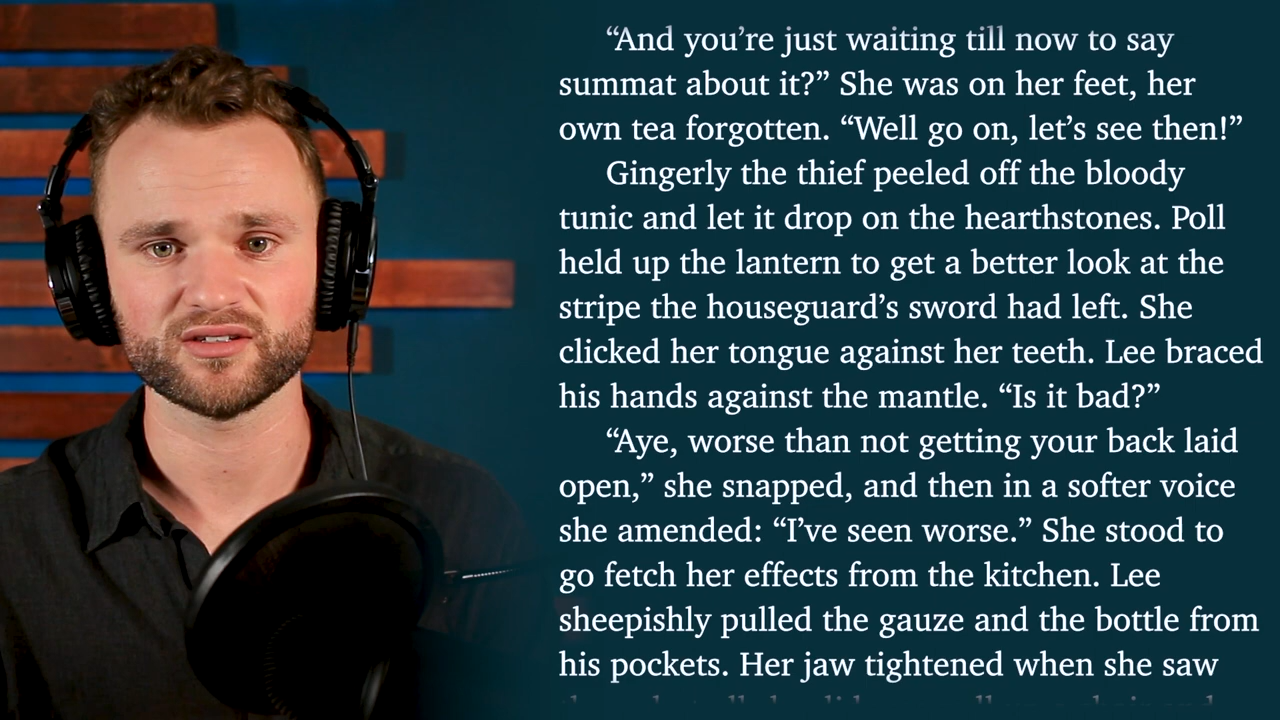 “And you’re just waiting till now to say
summat about it?” She was on her feet, her
own tea forgotten. “Well go on, let’s see then!”
Gingerly the thief peeled off the bloody
tunic and let it drop on the hearthstones. Poll
held up the lantern to get a better look at the
stripe the houseguard’s sword had left. She
clicked her tongue against her teeth. Lee braced
his hands against the mantle. “Is it bad?”
“Aye, worse than not getting your back laid
open,” she snapped, and then in a softer voice
she amended: “I’ve seen worse.” She stood to
go fetch her effects from the kitchen. Lee
sheepishly pulled the gauze and the bottle from
his pockets. Her jaw tightened when she saw